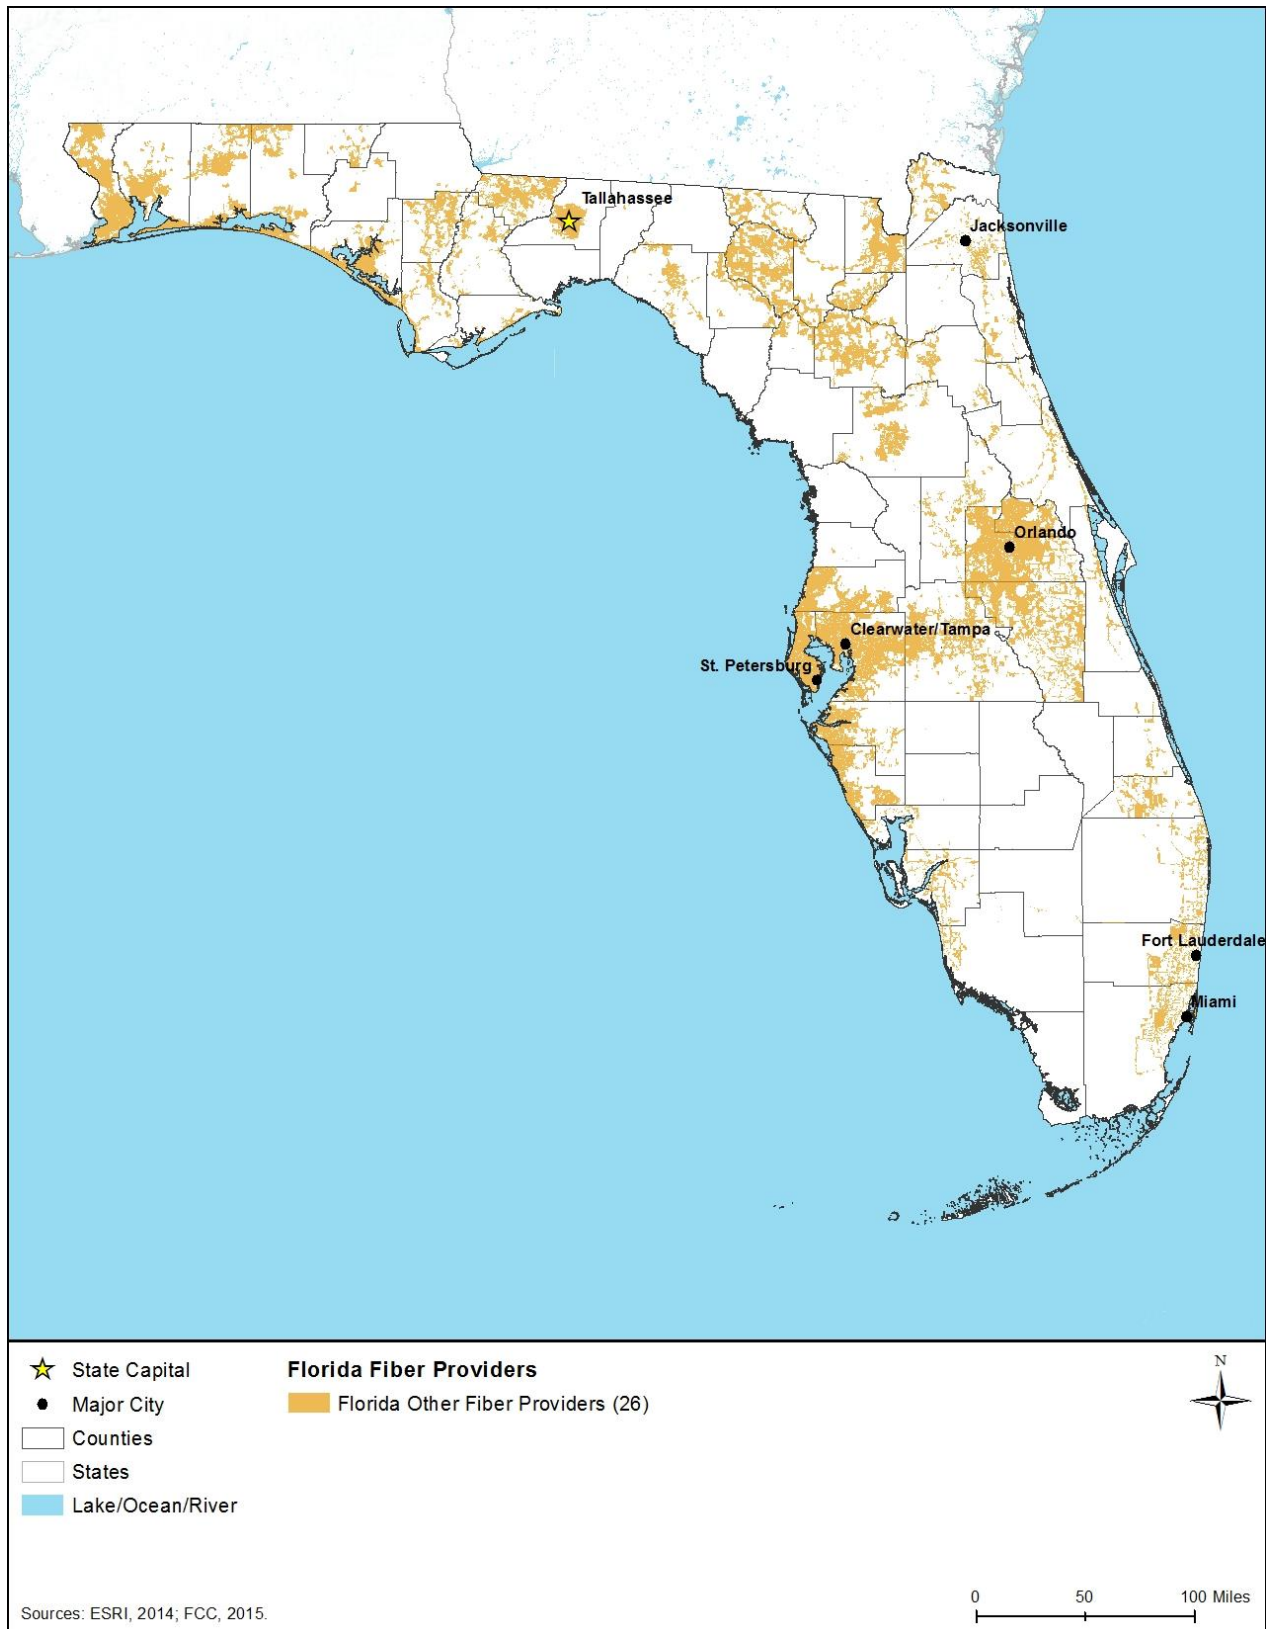 Tallahassee
Jacksonville
Orlando
Clearwater/Tampa
St. Petersburg
Fort Lauderdale
Miami
State Capital
Major City
Counties
States
Lake/Ocean/River
Florida Fiber Providers
Florida Other Fiber Providers (26)
N
Sources: ESRI, 2014; FCC, 2015.
0 50 100 Miles